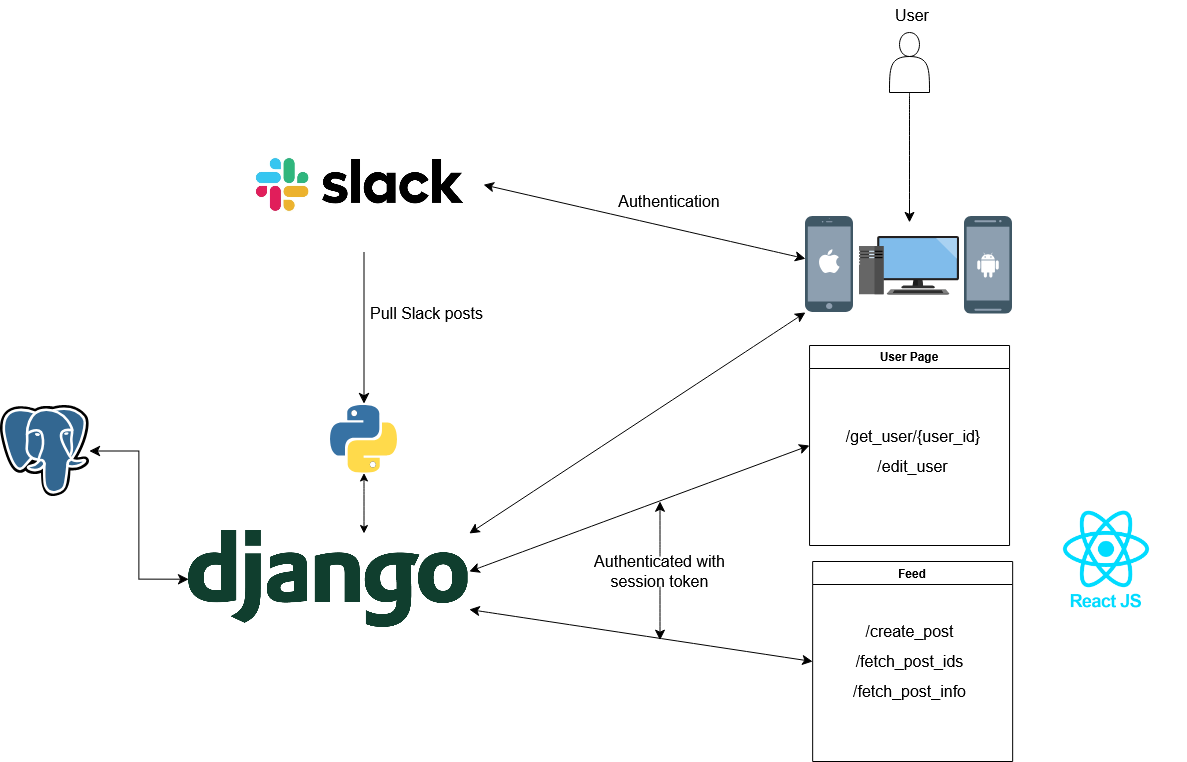 User
slack
Authentication
Pull Slack posts
User Page
/get_user/{user_id}
/edit_user
django
Authenticated with
session token
React JS
Feed
/create_post
/fetch_post_ids
/fetch_post_info